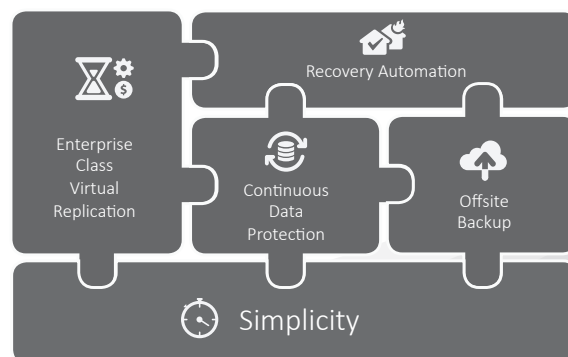 Enterprise
Class
Virtual
Replication
Recovery Automation
Continuous
Data
Protection
Offsite
Backup
Simplicity
$